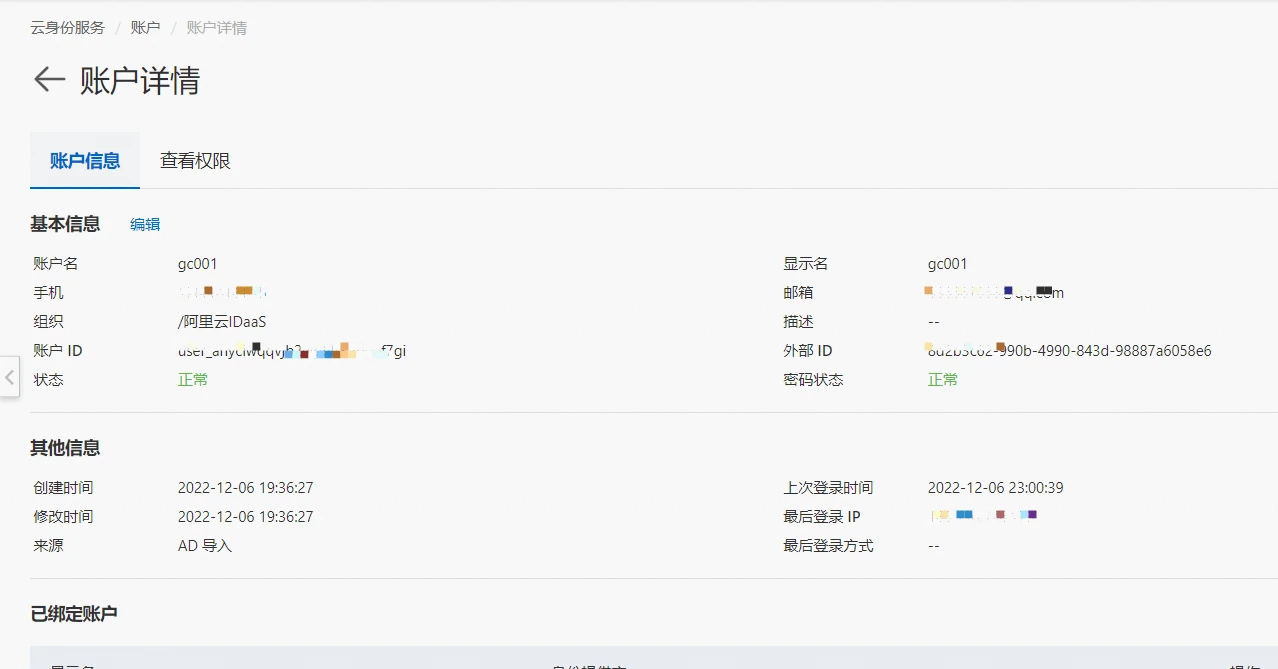 云身份服务 / 账户 / 账户详情
← 账户详情
账户信息 查看权限
基本信息 编辑
账户名 gc001 显示名 gc001
手机 邮箱
组织 /阿里云IDaaS 描述 --
账户 ID f7gi 外部 ID 990b-4990-843d-98887a6058e6
状态 正常 密码状态 正常
其他信息
创建时间 2022-12-06 19:36:27 上次登录时间 2022-12-06 23:00:39
修改时间 2022-12-06 19:36:27 最后登录 IP
来源 AD 导入 最后登录方式 --
已绑定账户